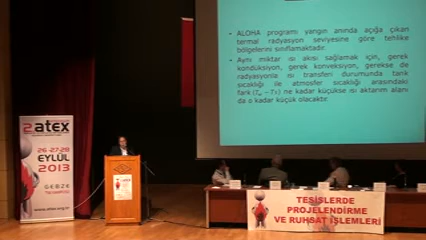 • ALOHA programı yangın anında açığa çıkan
termal radyasyon seviyesine göre tehlike
bölgelerini sınıflamaktadır.
• Aynı miktar ısı akısı sağlamak için, gerek
kondüksiyon, gerek konveksiyon, gerekse de
radyasyonla ısı transferi durumunda tank
sıcaklığı ile atmosfer sıcaklığı arasındaki
ne kadar küçükse ısı aktarım alanı
da o kadar küçük olacaktır.
2.atex
26-27-28
EYLÜL
2013
GEBZE
TESİSLERDE
PROJELENDİRME
VE RUHSAT İŞLEMLERİ